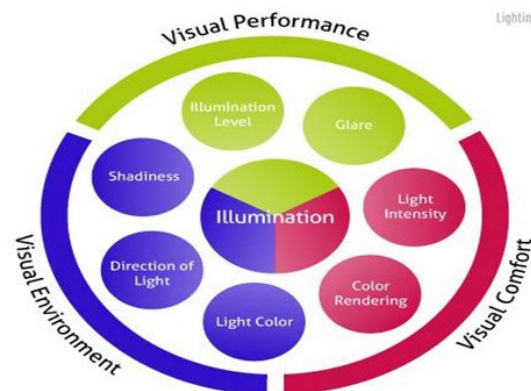 Visual Performance
Lightin
Illumination
Level
Glare
Shadiness
Illumination
Light
Intensity
Direction of
Light
Light Color
Color
Rendering
Visual Environment
Visual Comfort